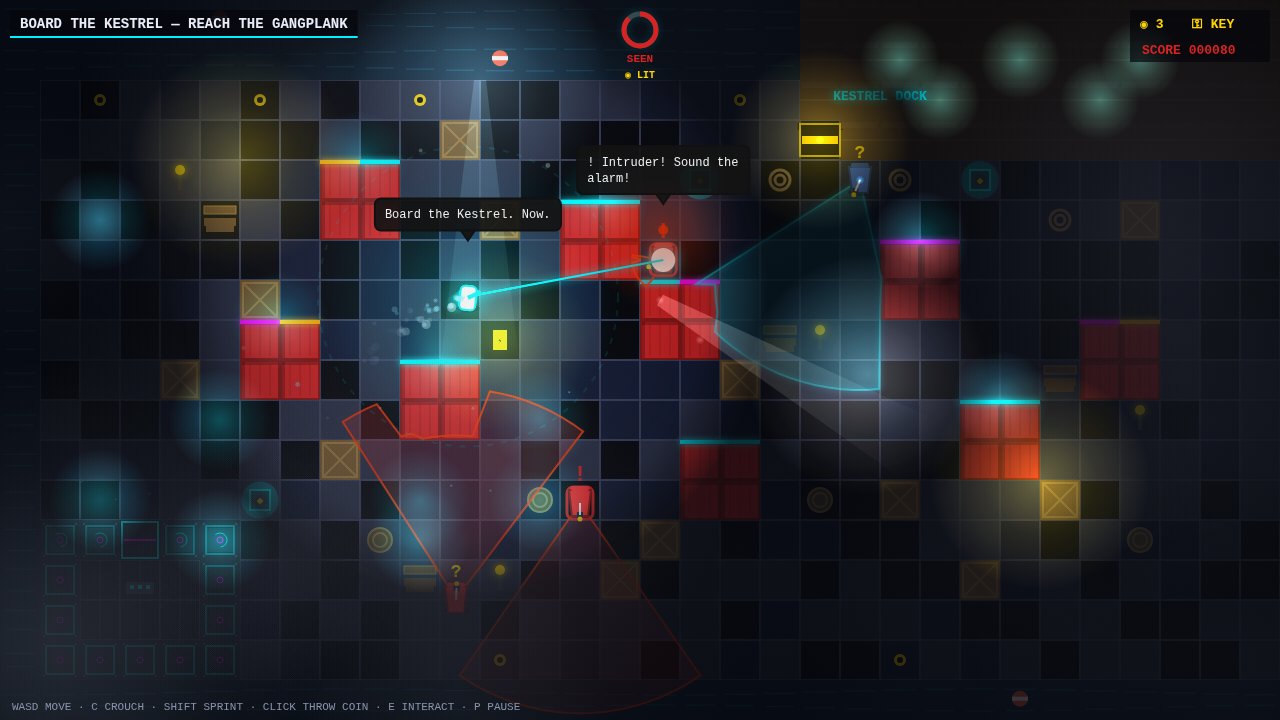 BOARD THE KESTREL — REACH THE GANGPLANK
SEEN
◉ LIT
◉ 3 ⚿ KEY
SCORE 000080
KESTREL DOCK
?
! Intruder! Sound the
alarm!
Board the Kestrel. Now.
!
?
WASD MOVE · C CROUCH · SHIFT SPRINT · CLICK THROW COIN · E INTERACT · P PAUSE